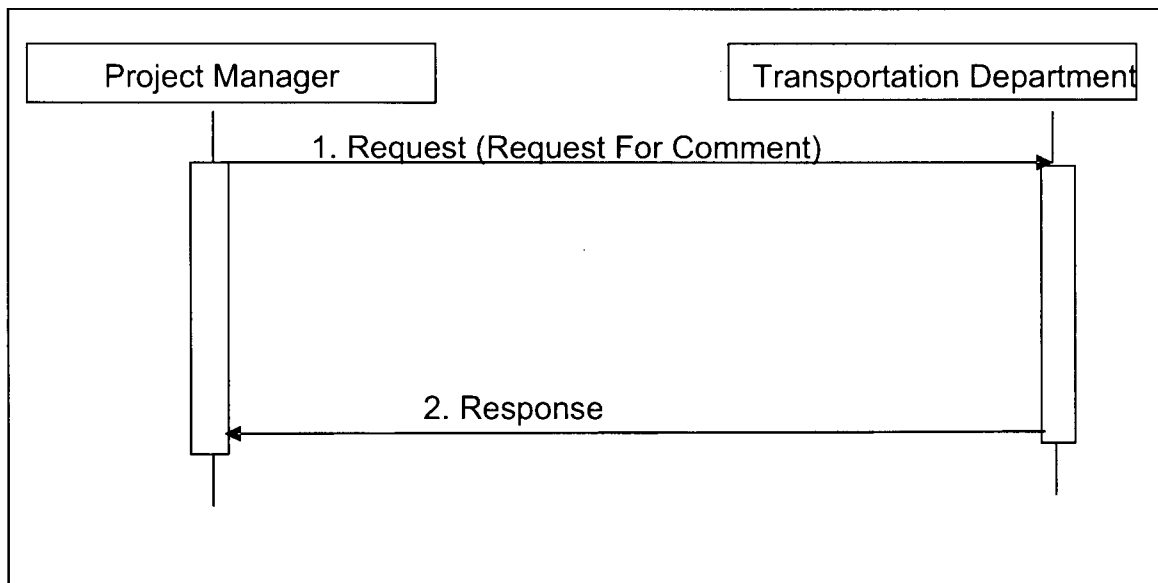 Project Manager
Transportation Department
1. Request (Request For Comment)
2. Response